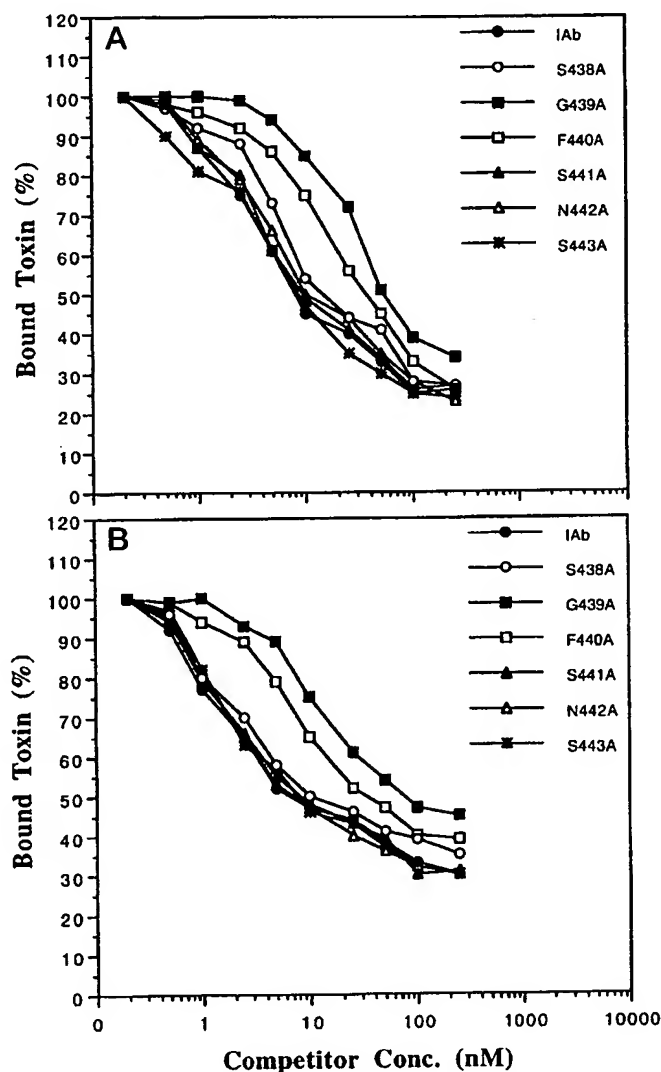 A
120
110
100
90
80
70
60
50
40
30
20
10
0
Bound Toxin (%)
IAb
S438A
G439A
F440A
S441A
N442A
S443A
B
120
110
100
90
80
70
60
50
40
30
20
10
0
Bound Toxin (%)
IAb
S438A
G439A
F440A
S441A
N442A
S443A
0 1 10 100 1000 10000
Competitor Conc. (nM)